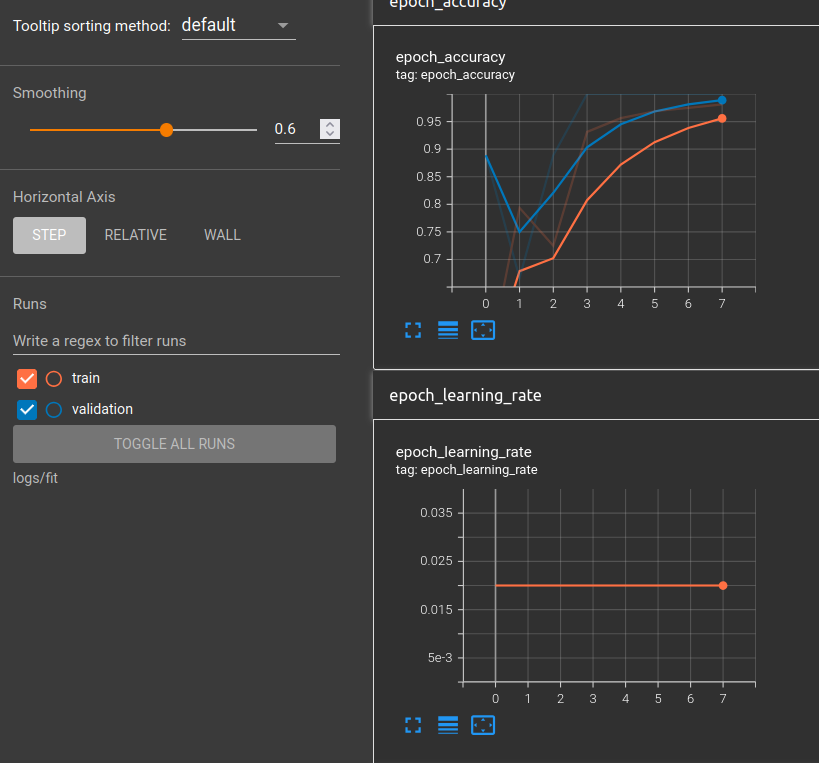 Tooltip sorting method: default
Smoothing
0.6
Horizontal Axis
STEP RELATIVE WALL
Runs
Write a regex to filter runs
train
validation
TOGGLE ALL RUNS
logs/fit
epoch_accuracy
epoch_accuracy
tag: epoch_accuracy
0.95
0.9
0.85
0.8
0.75
0.7
0 1 2 3 4 5 6 7
epoch_learning_rate
epoch_learning_rate
tag: epoch_learning_rate
0.035
0.025
0.015
5e-3
0 1 2 3 4 5 6 7